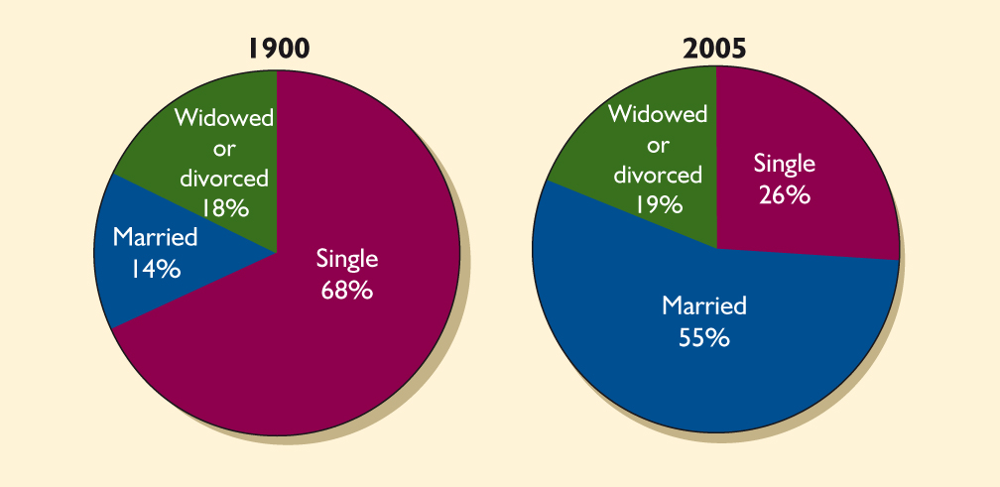 1900
Widowed
or
divorced
18%
Married
14%
Single
68%
2005
Widowed
or
divorced
19%
Single
26%
Married
55%